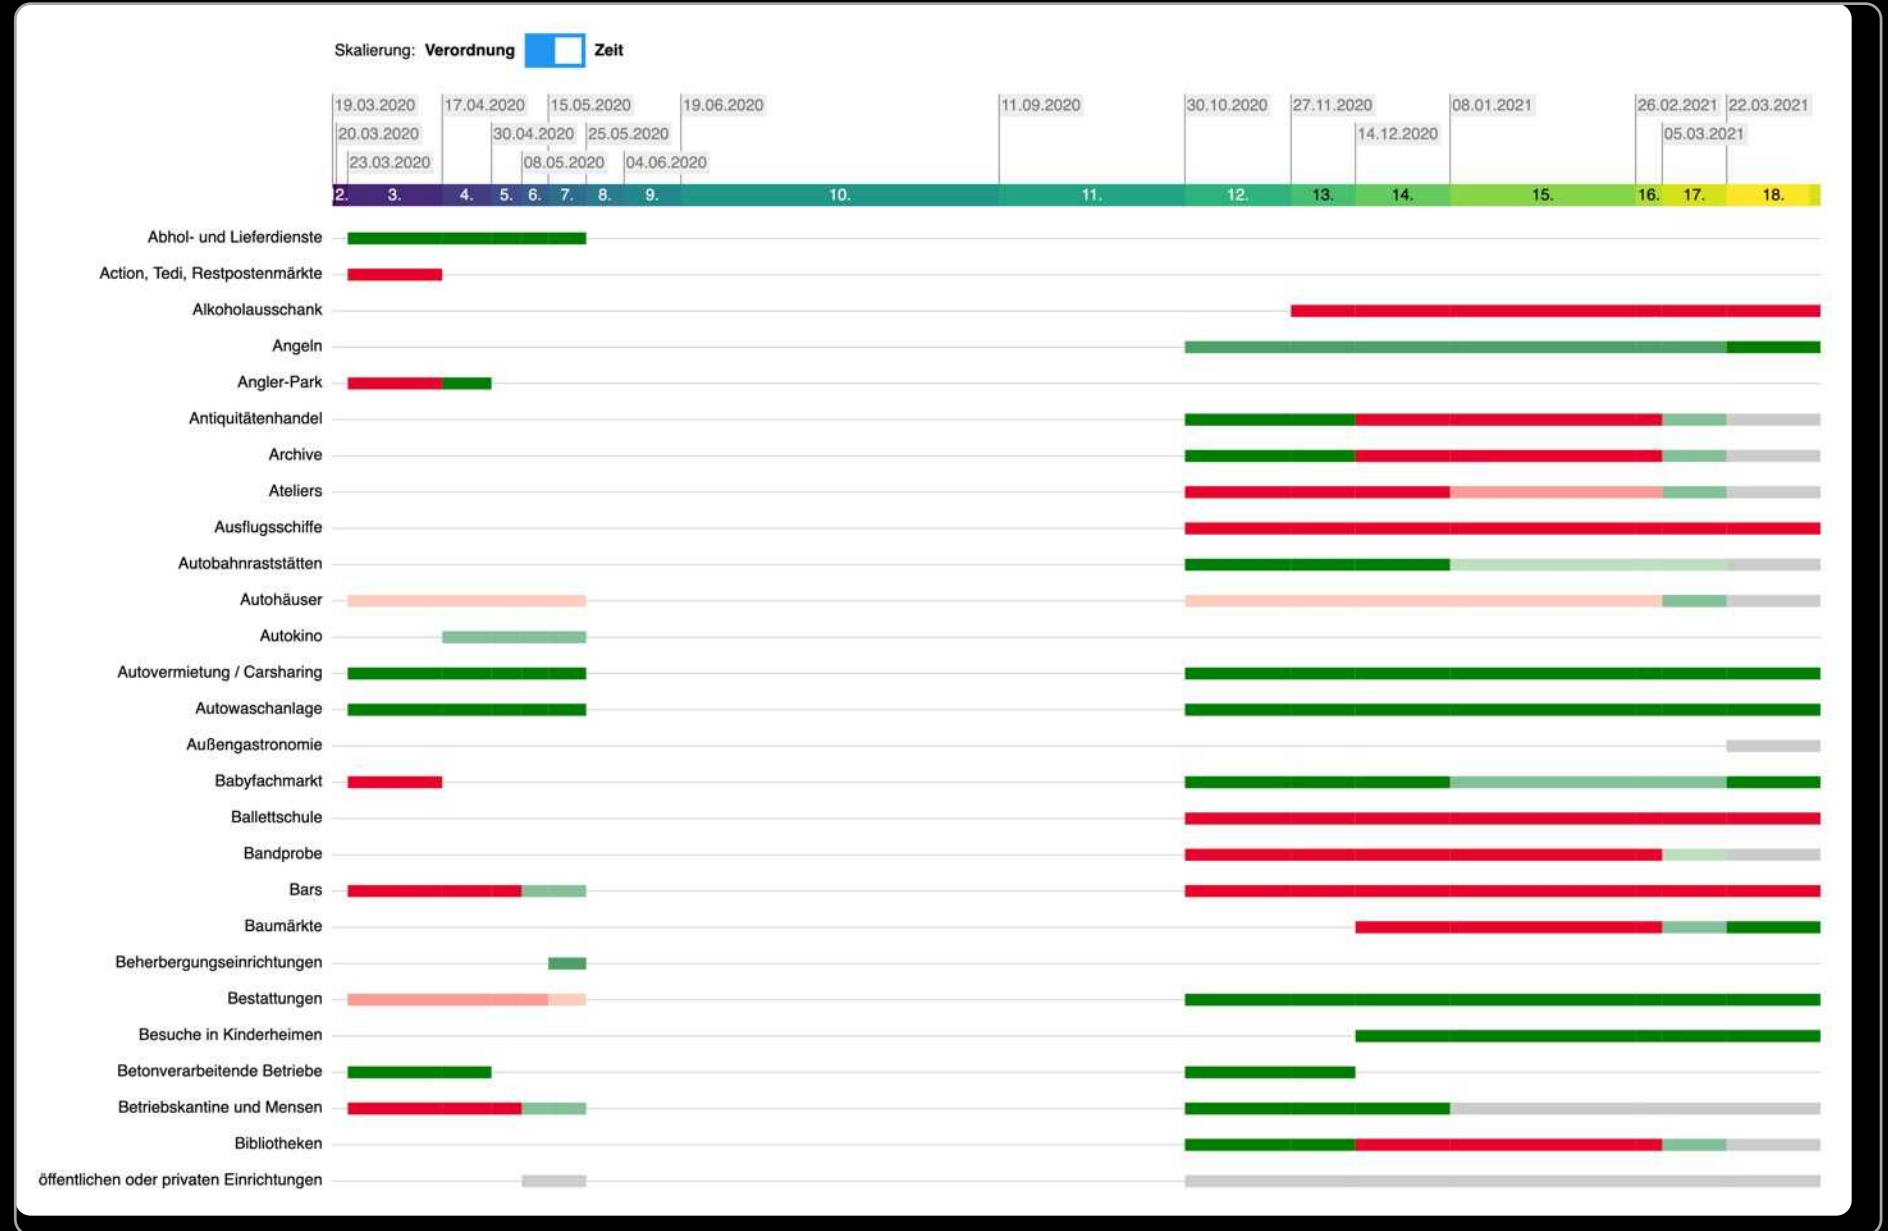 Skalierung: Verordnung Zeit
19.03.2020 17.04.2020 15.05.2020 19.06.2020 11.09.2020 30.10.2020 27.11.2020 08.01.2021 26.02.2021 22.03.2021
20.03.2020 30.04.2020 25.05.2020 14.12.2020 05.03.2021
23.03.2020 08.05.2020 04.06.2020
2. 3. 4. 5. 6. 7. 8. 9. 10. 11. 12. 13. 14. 15. 16. 17. 18.
Abhol- und Lieferdienste
Action, Tedi, Restpostenmärkte
Alkoholausschank
Angeln
Angler-Park
Antiquitätenhandel
Archive
Ateliers
Ausflugsschiffe
Autobahnraststätten
Autohäuser
Autokino
Autovermietung / Carsharing
Autowaschanlage
Außengastronomie
Babyfachmarkt
Ballettschule
Bandprobe
Bars
Baumärkte
Beherbergungseinrichtungen
Bestattungen
Besuche in Kinderheimen
Betonverarbeitende Betriebe
Betriebskantine und Mensen
Bibliotheken
öffentlichen oder privaten Einrichtungen